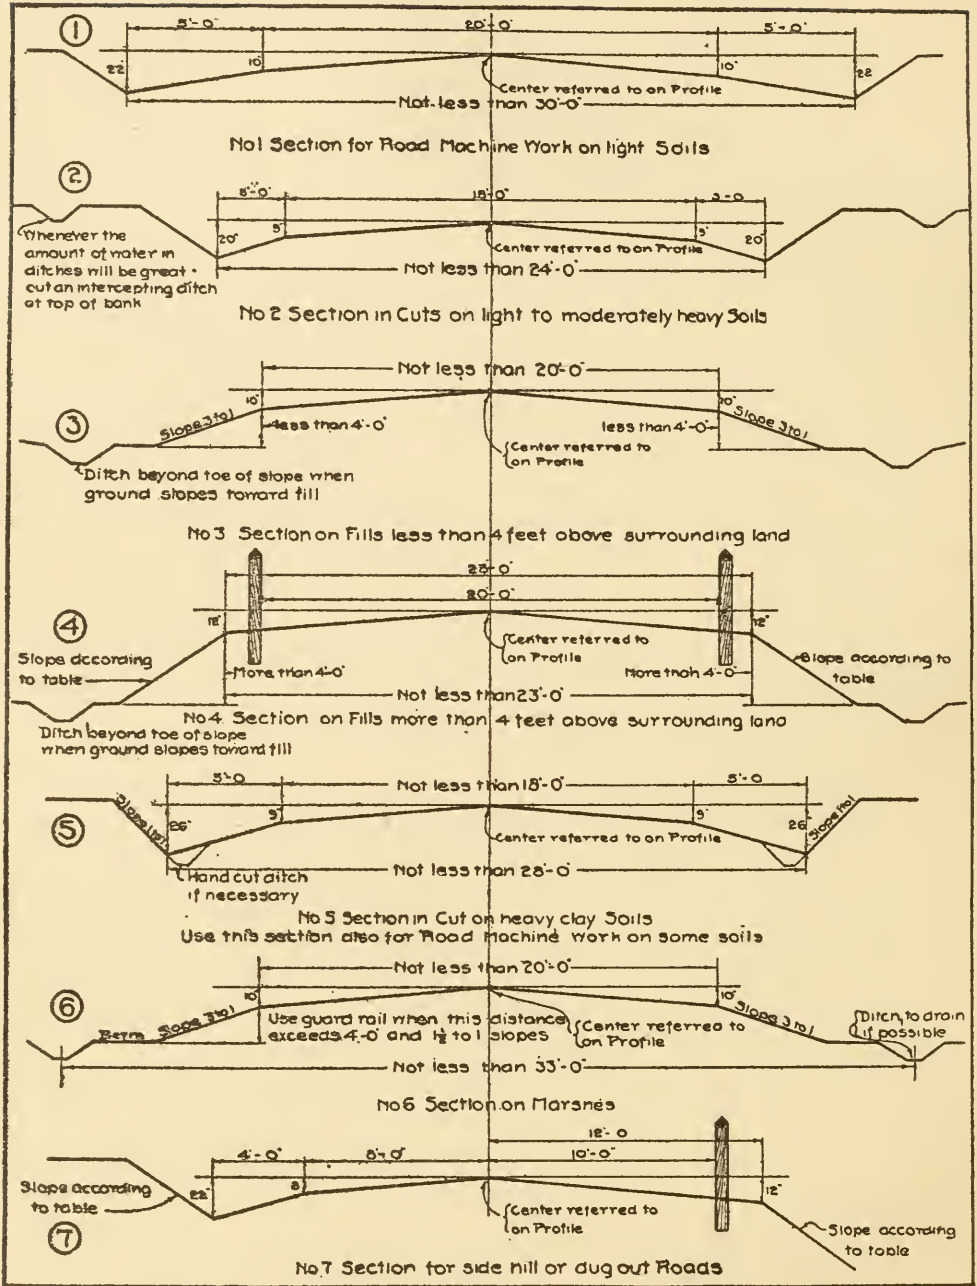 ①
5'-0" 20'-0" 5'-0"
22" 10" 10" 22
Center referred to on Profile
Not less than 30'-0"
No1 Section for Road Machine Work on light Soils
②
3'-0" 18'-0" 3-0
20" 9" 9" 20"
Whenever the
amount of water in
ditches will be great -
cut an intercepting ditch
at top of bank
Center referred to on Profile
Not less than 24'-0"
No 2 Section in Cuts on light to moderately heavy Soils
Not less than 20'-0"
③
10" 10"
Slope 3 to 1 less than 4'-0" less than 4'-0" Slope 3 to 1
Center referred to
on Profile
Ditch beyond toe of slope when
ground slopes toward fill
No 3 Section on Fills less than 4 feet above surrounding land
23'-0"
20'-0"
④
12" 12"
Slope according
to table
Center referred to
on Profile
Slope according to
table
More than 4'-0" More than 4'-0"
Not less than 23'-0"
No 4 Section on Fills more than 4 feet above surrounding land
Ditch beyond toe of slope
when ground slopes toward fill
5'-0 Not less than 18'-0" 5'-0
⑤
Slope 1 to 1 26" 9" 9" 26" Slope 1 to 1
Center referred to on Profile
Hand cut ditch
if necessary
Not less than 28'-0"
No 5 Section in Cut on heavy clay Soils
Use this section also for Road Machine Work on some soils
Not less than 20'-0"
⑥
10" 10"
Berm Slope 3 to 1 Slope 3 to 1
Use guard rail when this distance
exceeds 4'-0" and 1½ to 1 slopes
Center referred to
on Profile
Ditch, to drain
if possible
Not less than 33'-0"
No 6 Section on Marshes
12'-0
4'-0" 8'-0" 10'-0"
22" 8" 12"
Slope according
to table
Center referred to
on Profile
Slope according
to table
⑦
No 7 Section for side hill or dug out Roads